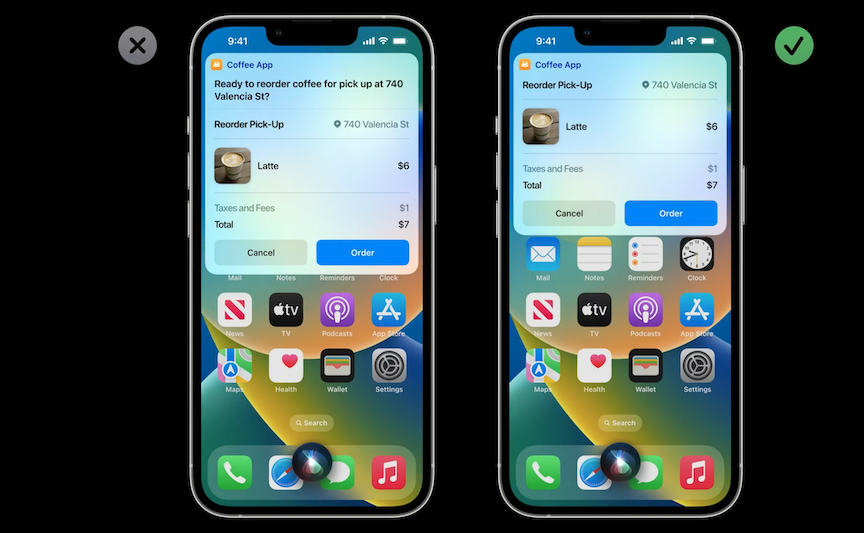 9:41
Coffee App
Ready to reorder coffee for pick up at 740
Valencia St?
Reorder Pick-Up 740 Valencia St
Latte $6
Taxes and Fees $1
Total $7
Cancel Order
Mail Notes Reminders Clock
News TV Podcasts App Store
tv
Maps Health Wallet Settings
Search
9:41
Coffee App
Reorder Pick-Up 740 Valencia St
Latte $6
Taxes and Fees $1
Total $7
Cancel Order
Mail Notes Reminders Clock
tv
News TV Podcasts App Store
Maps Health Wallet Settings
Search